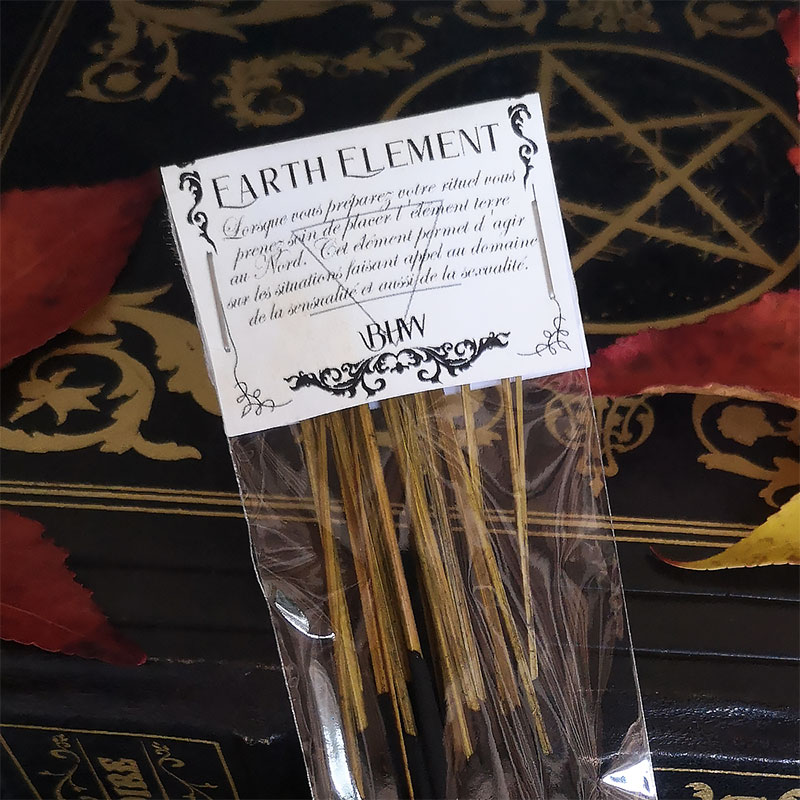 EARTH ELEMENT
Lorsque vous préparez votre rituel vous
prenez soin de placer l'élément terre
au Nord. Cet élément permet d'agir
sur les situations faisant appel au domaine
de la sensualité et aussi de la sexualité.
BHW